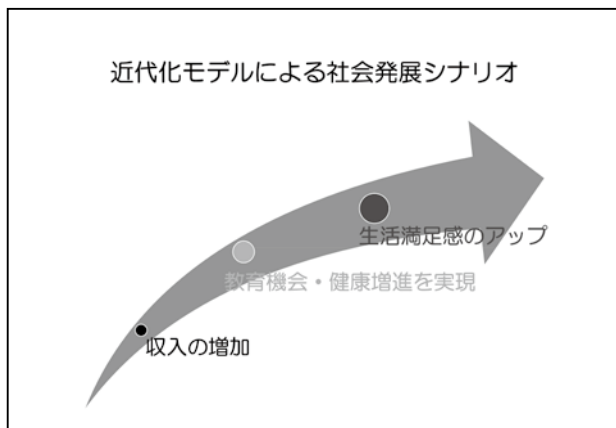 近代化モデルによる社会発展シナリオ
生活満足感のアップ
教育機会・健康増進を実現
収入の増加